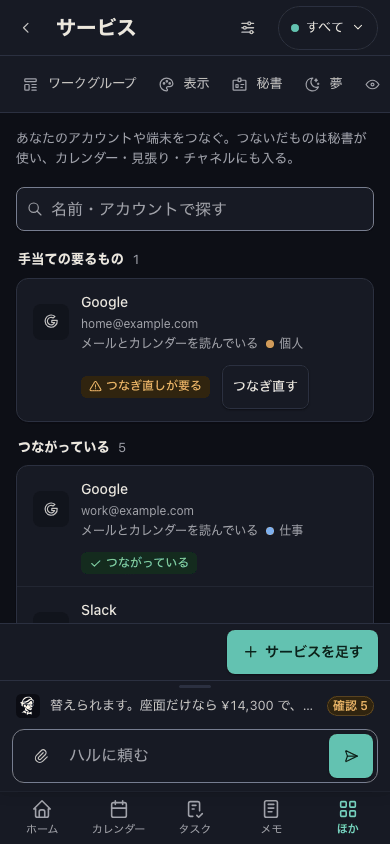 サービス
すべて
ワークグループ 表示 秘書 夢
あなたのアカウントや端末をつなぐ。つないだものは秘書が
使い、カレンダー・見張り・チャネルにも入る。
名前・アカウントで探す
手当ての要るもの 1
Google
home@example.com
メールとカレンダーを読んでいる 個人
つなぎ直しが要る つなぎ直す
つながっている 5
Google
work@example.com
メールとカレンダーを読んでいる 仕事
つながっている
Slack
サービスを足す
替えられます。座面だけなら ¥14,300 で、... 確認 5
ハルに頼む
ホーム カレンダー タスク メモ ほか